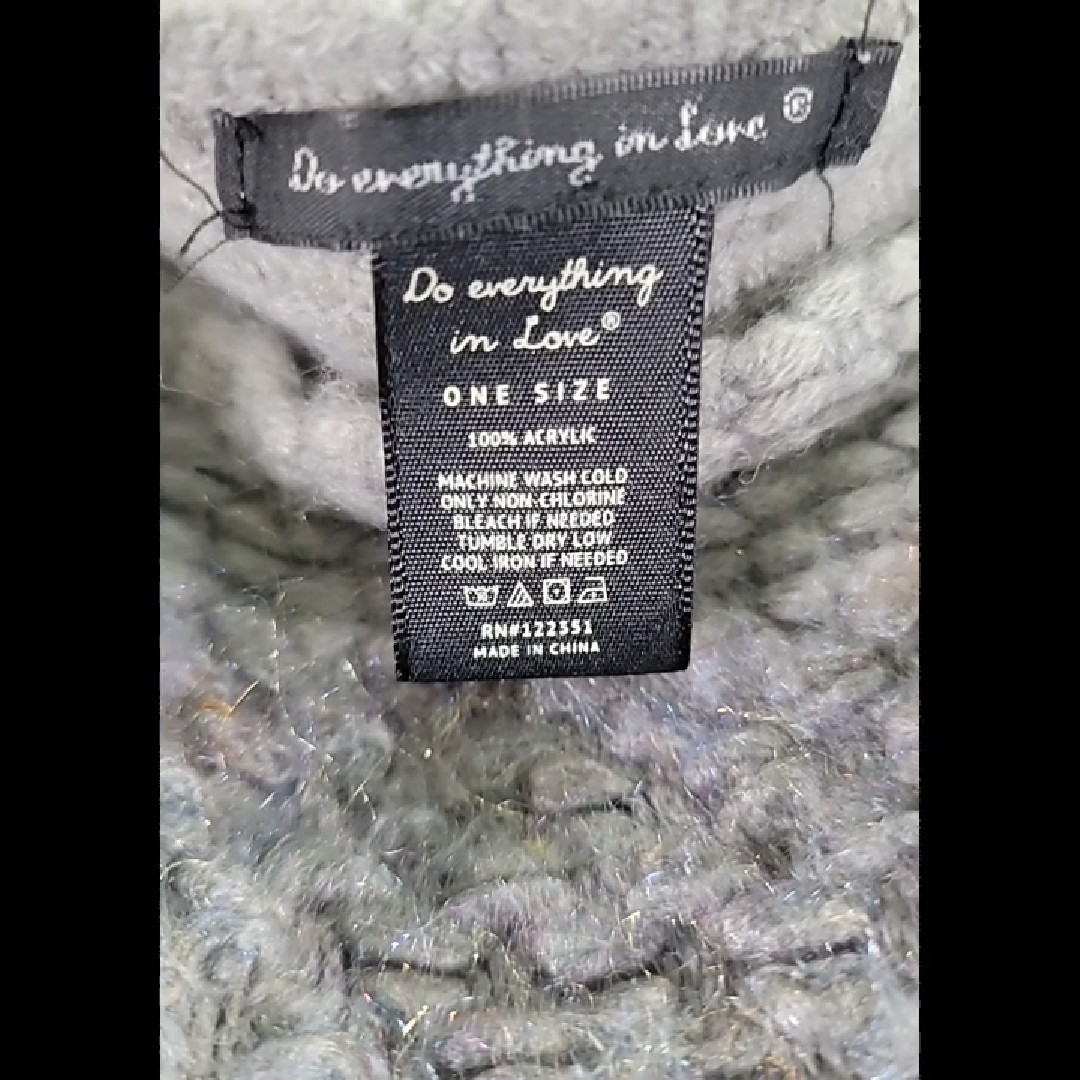 Do everything in Love ®
Do everything
in Love®
ONE SIZE
100% ACRYLIC
MACHINE WASH COLD
ONLY NON-CHLORINE
BLEACH IF NEEDED
TUMBLE DRY LOW
COOL IRON IF NEEDED
RN#122351
MADE IN CHINA